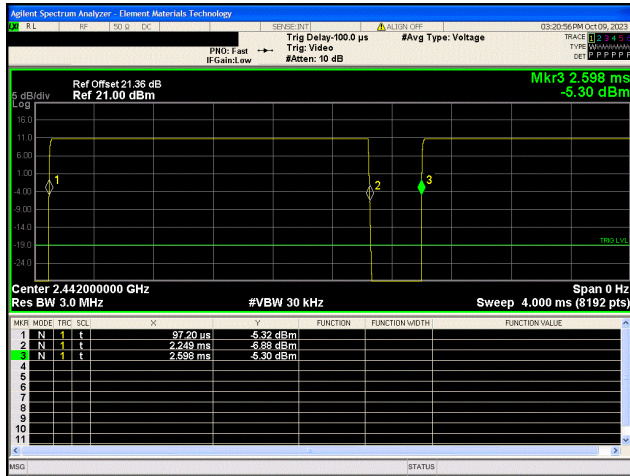 Agilent Spectrum Analyzer - Element Materials Technology
RL RF 50 Ω DC SENSE:INT ALIGN OFF 03:20:56PM Oct 09, 2023
Trig Delay-100.0 µs #Avg Type: Voltage TRACE 1 2 3 4 5 6
PNO: Fast Trig: Video TYPE
IFGain:Low #Atten: 10 dB DET P P P P P P
Mkr3 2.598 ms
-5.30 dBm
Ref Offset 21.36 dB
5 dB/div Ref 21.00 dBm
Log
16.0
11.0
6.00
1.00
1
2
3
-4.00
-9.00
-14.0
TRIG LVL
-19.0
-24.0
Center 2.442000000 GHz Span 0 Hz
Res BW 3.0 MHz #VBW 30 kHz Sweep 4.000 ms (8192 pts)
MKR MODE TRC SCL X Y FUNCTION FUNCTION WIDTH FUNCTION VALUE
1 N 1 t 97.20 µs -5.32 dBm
2 N 1 t 2.249 ms -6.88 dBm
3 N 1 t 2.598 ms -5.30 dBm
4
5
6
7
8
9
10
11
MSG STATUS